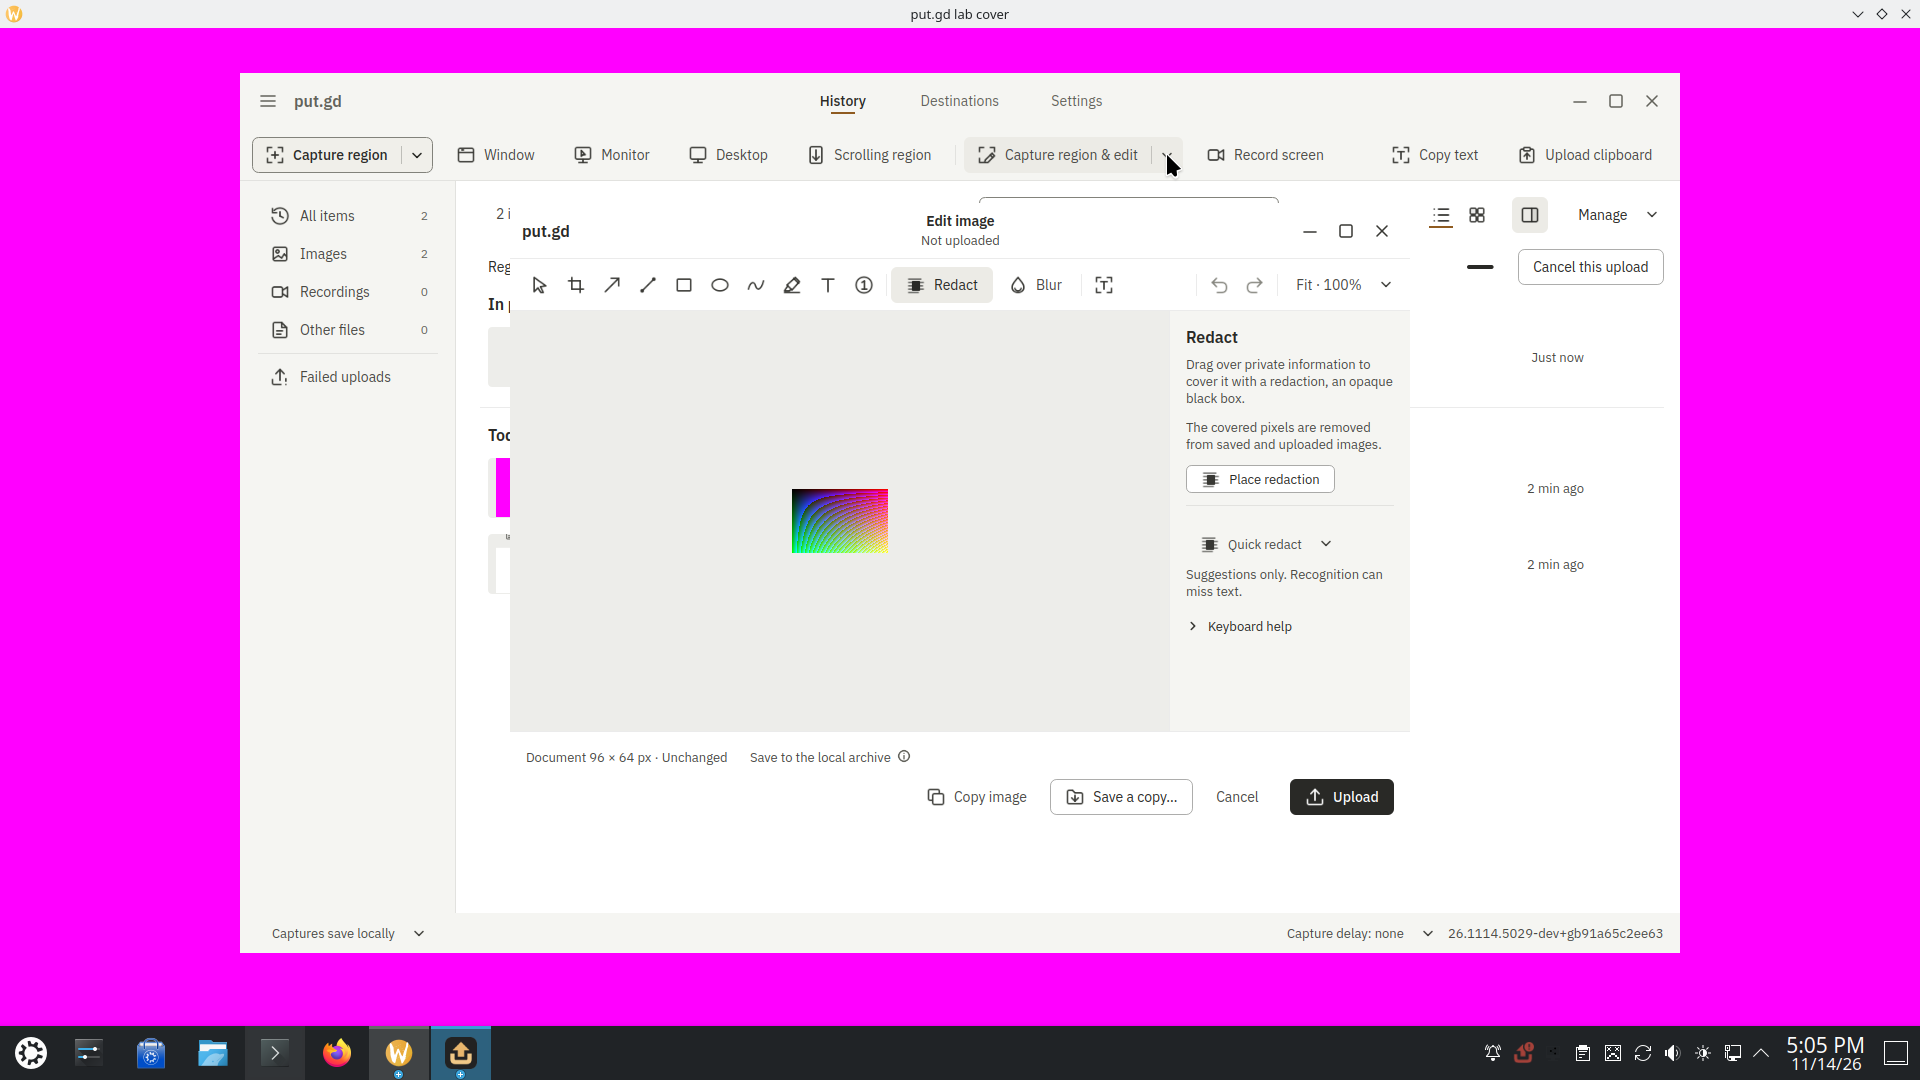 put.gd lab cover
put.gd
History
Destinations
Settings
Capture region
Window
Monitor
Desktop
Scrolling region
Capture region & edit
Record screen
Copy text
Upload clipboard
All items 2
Images 2
Recordings 0
Other files 0
Failed uploads
2 i
Manage
Reg
Cancel this upload
In p
Just now
Tod
2 min ago
2 min ago
put.gd
Edit image
Not uploaded
Redact
Blur
Fit · 100%
Redact
Drag over private information to
cover it with a redaction, an opaque
black box.
The covered pixels are removed
from saved and uploaded images.
Place redaction
Quick redact
Suggestions only. Recognition can
miss text.
Keyboard help
Document 96 × 64 px · Unchanged
Save to the local archive
Copy image
Save a copy...
Cancel
Upload
Captures save locally
Capture delay: none
26.1114.5029-dev+gb91a65c2ee63
5:05 PM
11/14/26